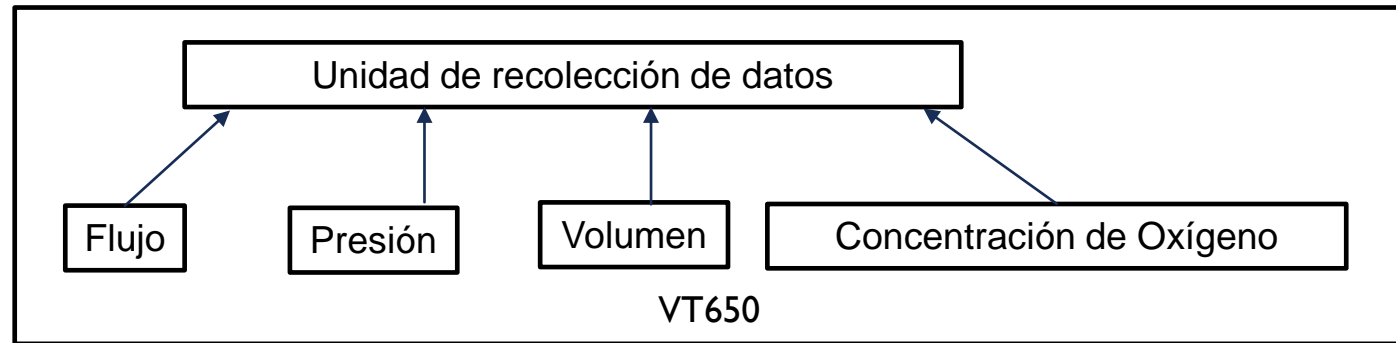 Unidad de recolección de datos
Flujo
Presión
Volumen
Concentración de Oxígeno
VT650